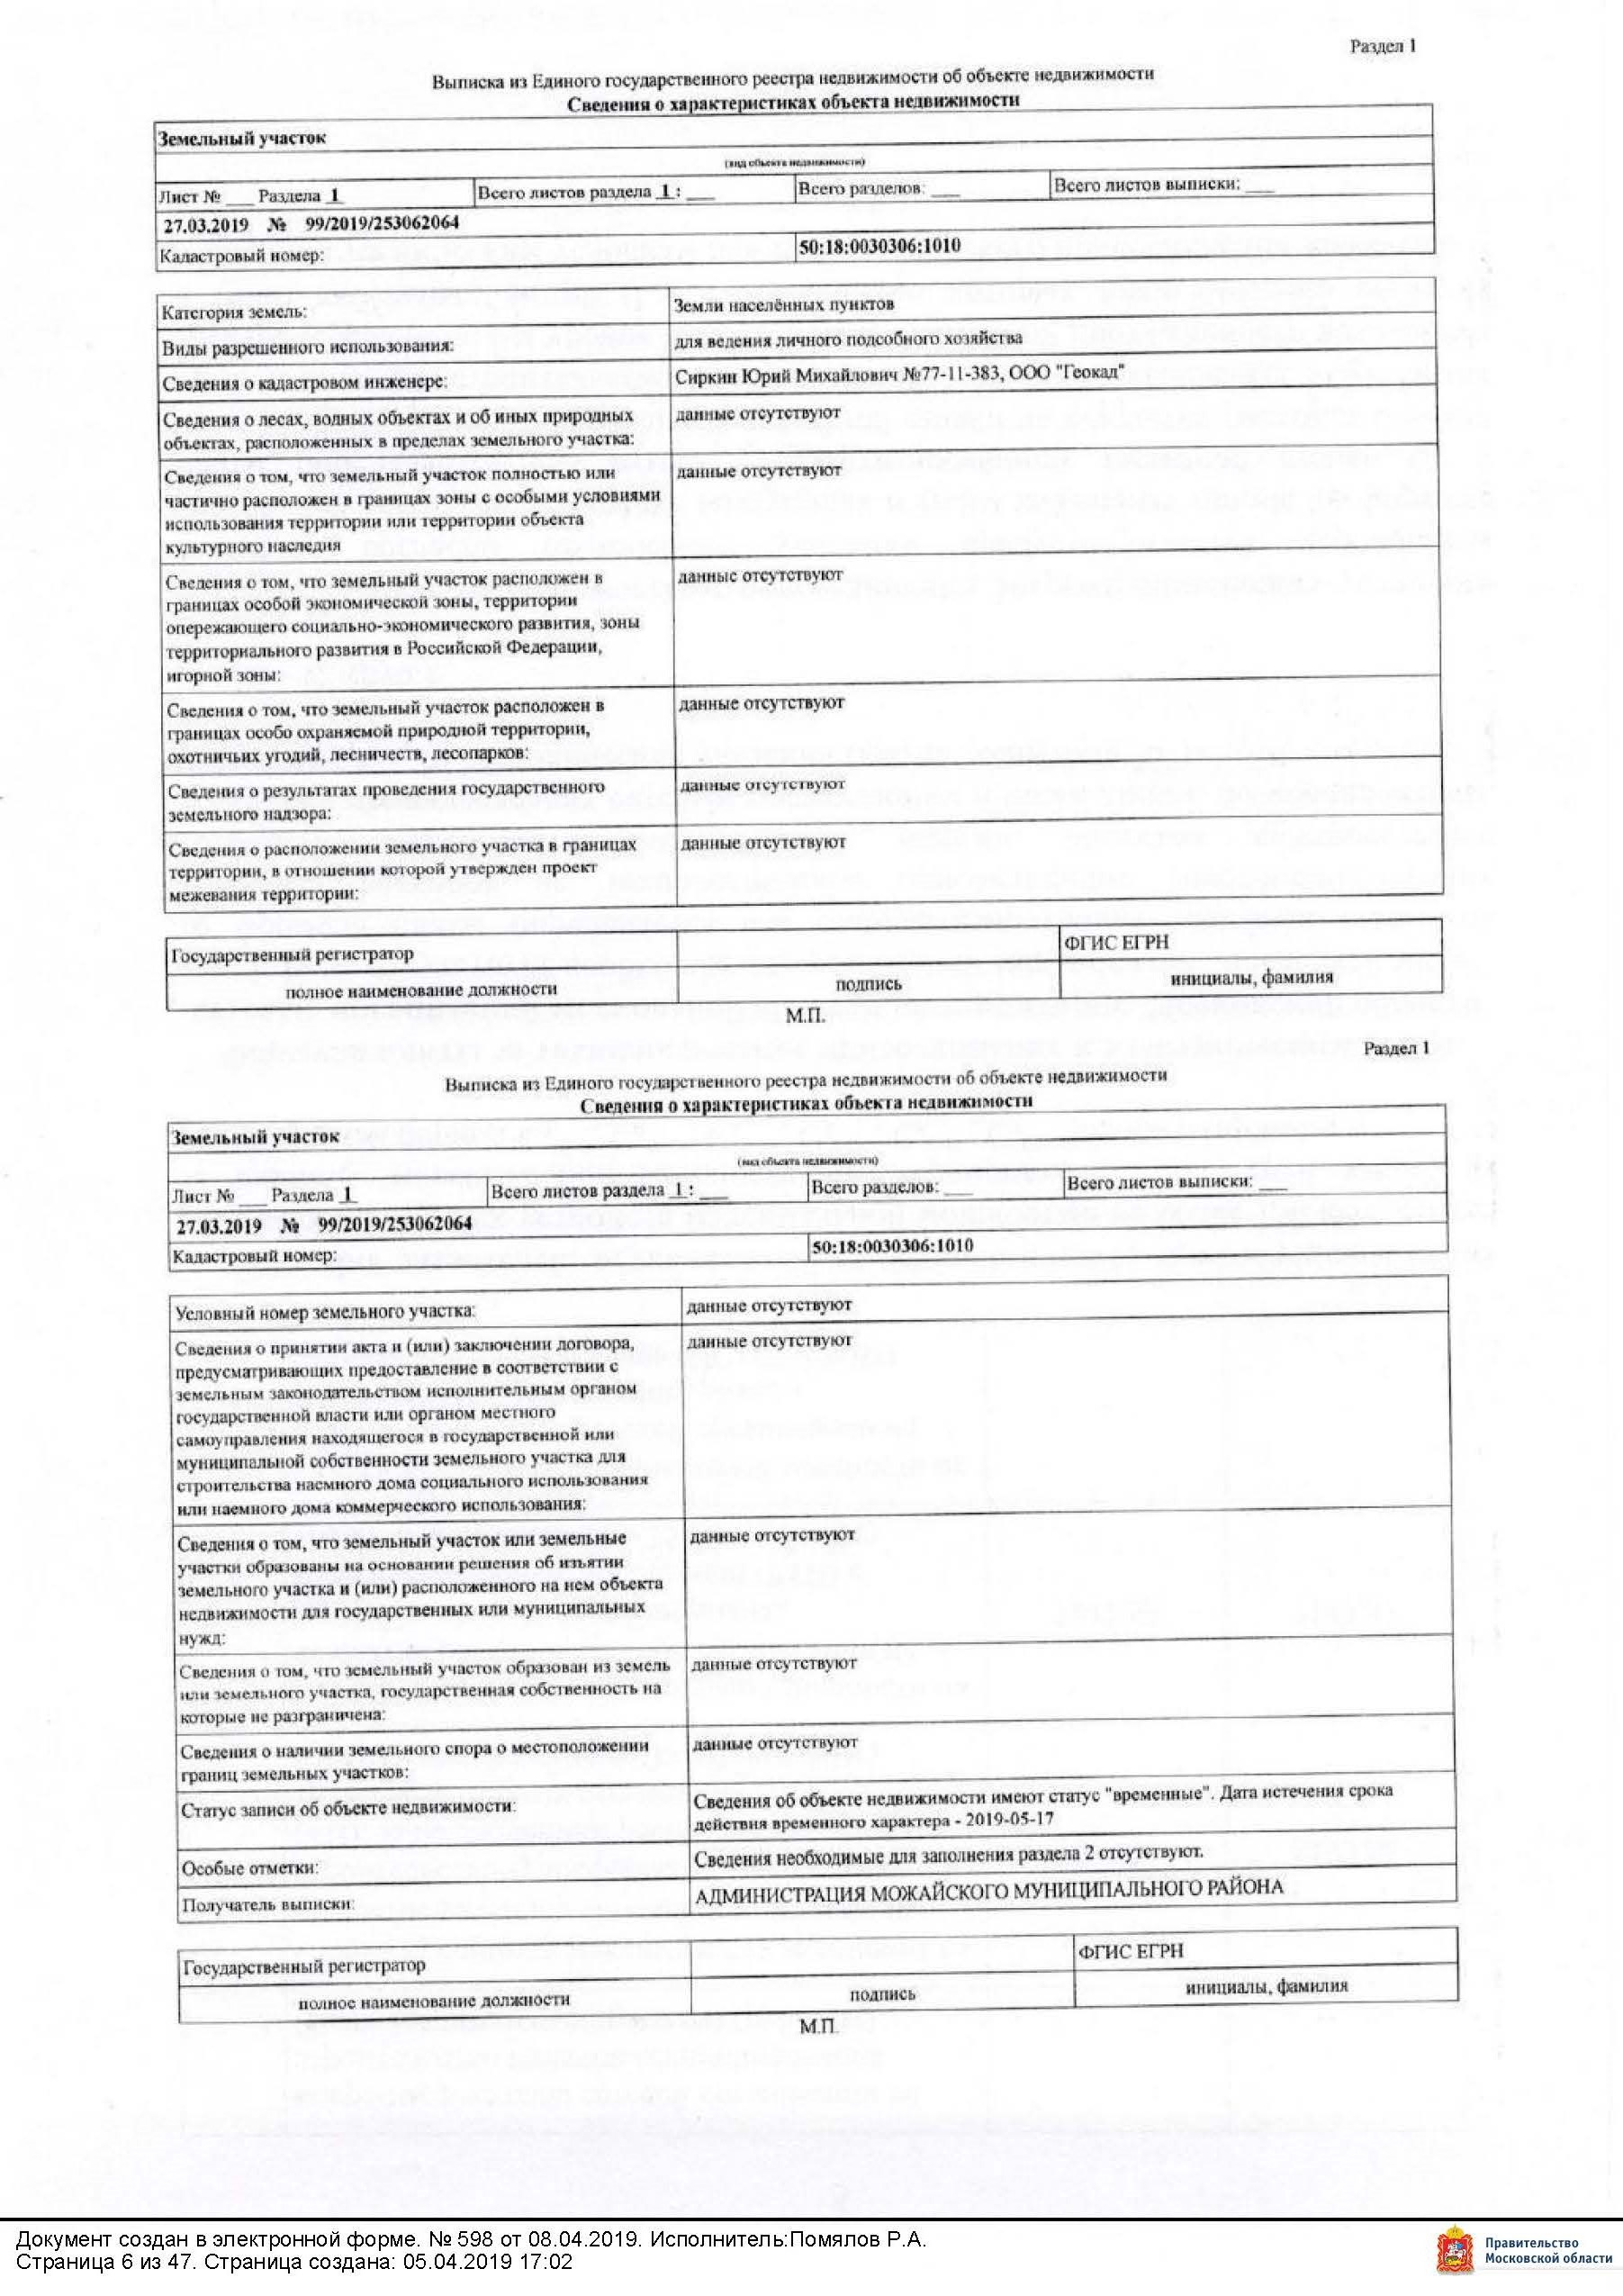 Раздел 1
Выписка из Единого государственного реестра недвижимости об объекте недвижимости
Сведения о характеристиках объекта недвижимости
Земельный участок
(вид объекта недвижимости)
Лист № ___ Раздела 1 Всего листов раздела 1 : ___ Всего разделов: ___ Всего листов выписки: ___
27.03.2019 № 99/2019/253062064
Кадастровый номер: 50:18:0030306:1010
Категория земель: Земли населённых пунктов
Виды разрешенного использования: для ведения личного подсобного хозяйства
Сведения о кадастровом инженере: Сиркин Юрий Михайлович №77-11-383, ООО "Геокад"
Сведения о лесах, водных объектах и об иных природных данные отсутствуют
объектах, расположенных в пределах земельного участка:
Сведения о том, что земельный участок полностью или данные отсутствуют
частично расположен в границах зоны с особыми условиями
использования территории или территории объекта
культурного наследия
Сведения о том, что земельный участок расположен в данные отсутствуют
границах особой экономической зоны, территории
опережающего социально-экономического развития, зоны
территориального развития в Российской Федерации,
игорной зоны:
Сведения о том, что земельный участок расположен в данные отсутствуют
границах особо охраняемой природной территории,
охотничьих угодий, лесничеств, лесопарков:
Сведения о результатах проведения государственного данные отсутствуют
земельного надзора:
Сведения о расположении земельного участка в границах данные отсутствуют
территории, в отношении которой утвержден проект
межевания территории:
Государственный регистратор ФГИС ЕГРН
полное наименование должности подпись инициалы, фамилия
М.П.
Раздел 1
Выписка из Единого государственного реестра недвижимости об объекте недвижимости
Сведения о характеристиках объекта недвижимости
Земельный участок
(вид объекта недвижимости)
Лист № ___ Раздела 1 Всего листов раздела 1 : ___ Всего разделов: ___ Всего листов выписки: ___
27.03.2019 № 99/2019/253062064
Кадастровый номер: 50:18:0030306:1010
Условный номер земельного участка: данные отсутствуют
Сведения о принятии акта и (или) заключении договора, данные отсутствуют
предусматривающих предоставление в соответствии с
земельным законодательством исполнительным органом
государственной власти или органом местного
самоуправления находящегося в государственной или
муниципальной собственности земельного участка для
строительства наемного дома социального использования
или наемного дома коммерческого использования:
Сведения о том, что земельный участок или земельные данные отсутствуют
участки образованы на основании решения об изъятии
земельного участка и (или) расположенного на нем объекта
недвижимости для государственных или муниципальных
нужд:
Сведения о том, что земельный участок образован из земель данные отсутствуют
или земельного участка, государственная собственность на
которые не разграничена:
Сведения о наличии земельного спора о местоположении данные отсутствуют
границ земельных участков:
Статус записи об объекте недвижимости: Сведения об объекте недвижимости имеют статус "временные". Дата истечения срока
действия временного характера - 2019-05-17
Особые отметки: Сведения необходимые для заполнения раздела 2 отсутствуют.
Получатель выписки: АДМИНИСТРАЦИЯ МОЖАЙСКОГО МУНИЦИПАЛЬНОГО РАЙОНА
Государственный регистратор ФГИС ЕГРН
полное наименование должности подпись инициалы, фамилия
М.П.
Документ создан в электронной форме. № 598 от 08.04.2019. Исполнитель:Помялов Р.А.
Страница 6 из 47. Страница создана: 05.04.2019 17:02
Правительство
Московской области